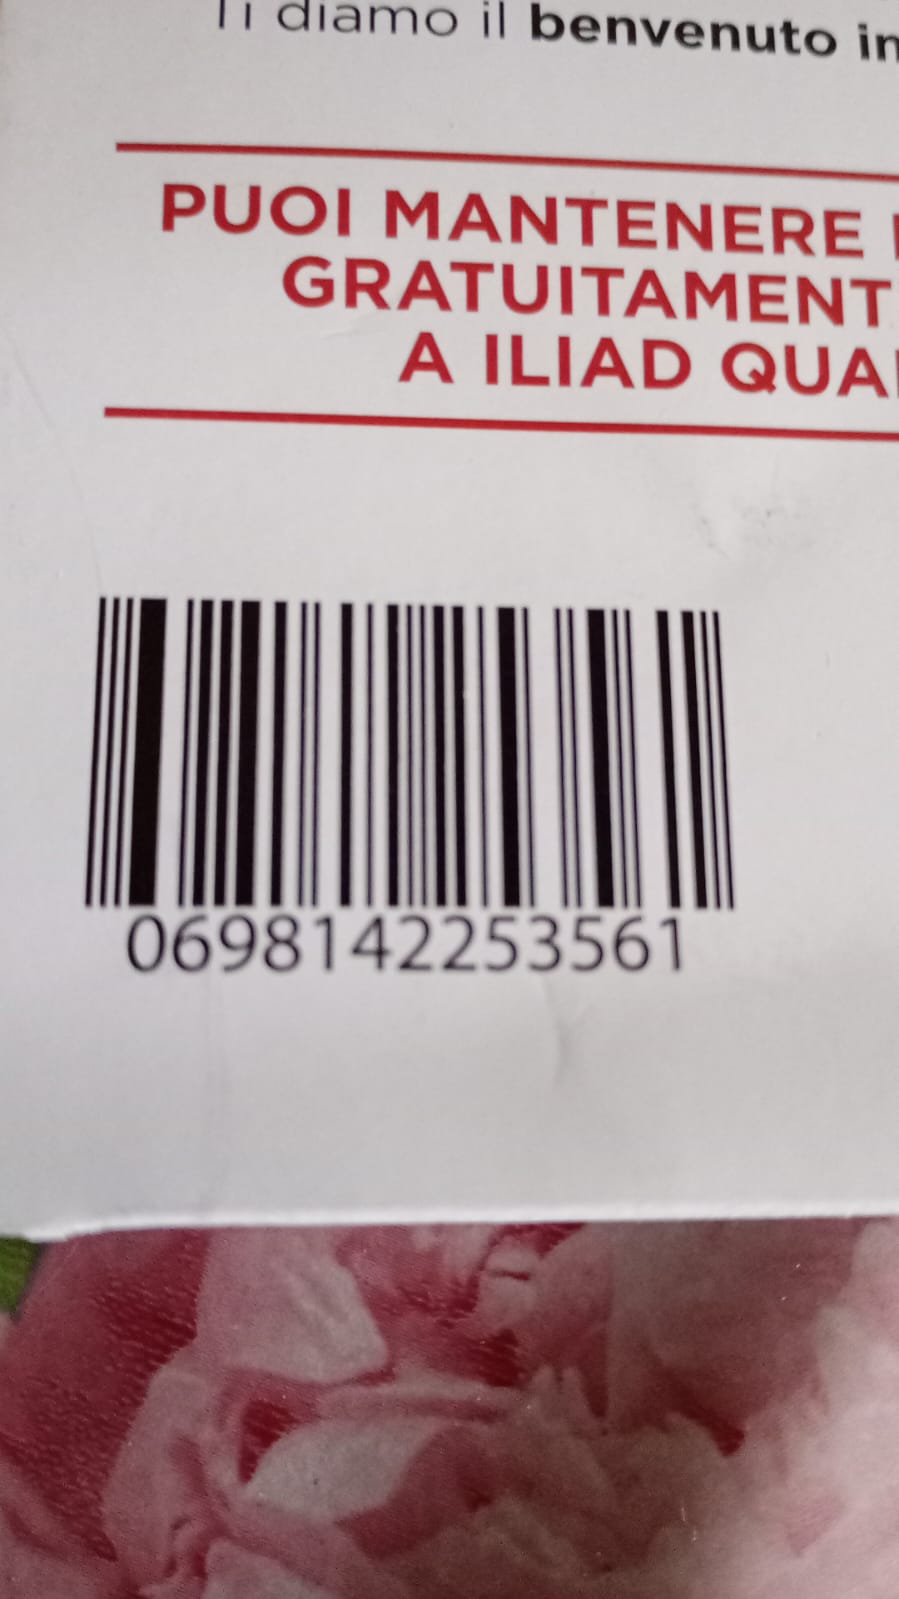 Ti diamo il benvenuto in
PUOI MANTENERE
GRATUITAMENT
A ILIAD QUA
0698142253561